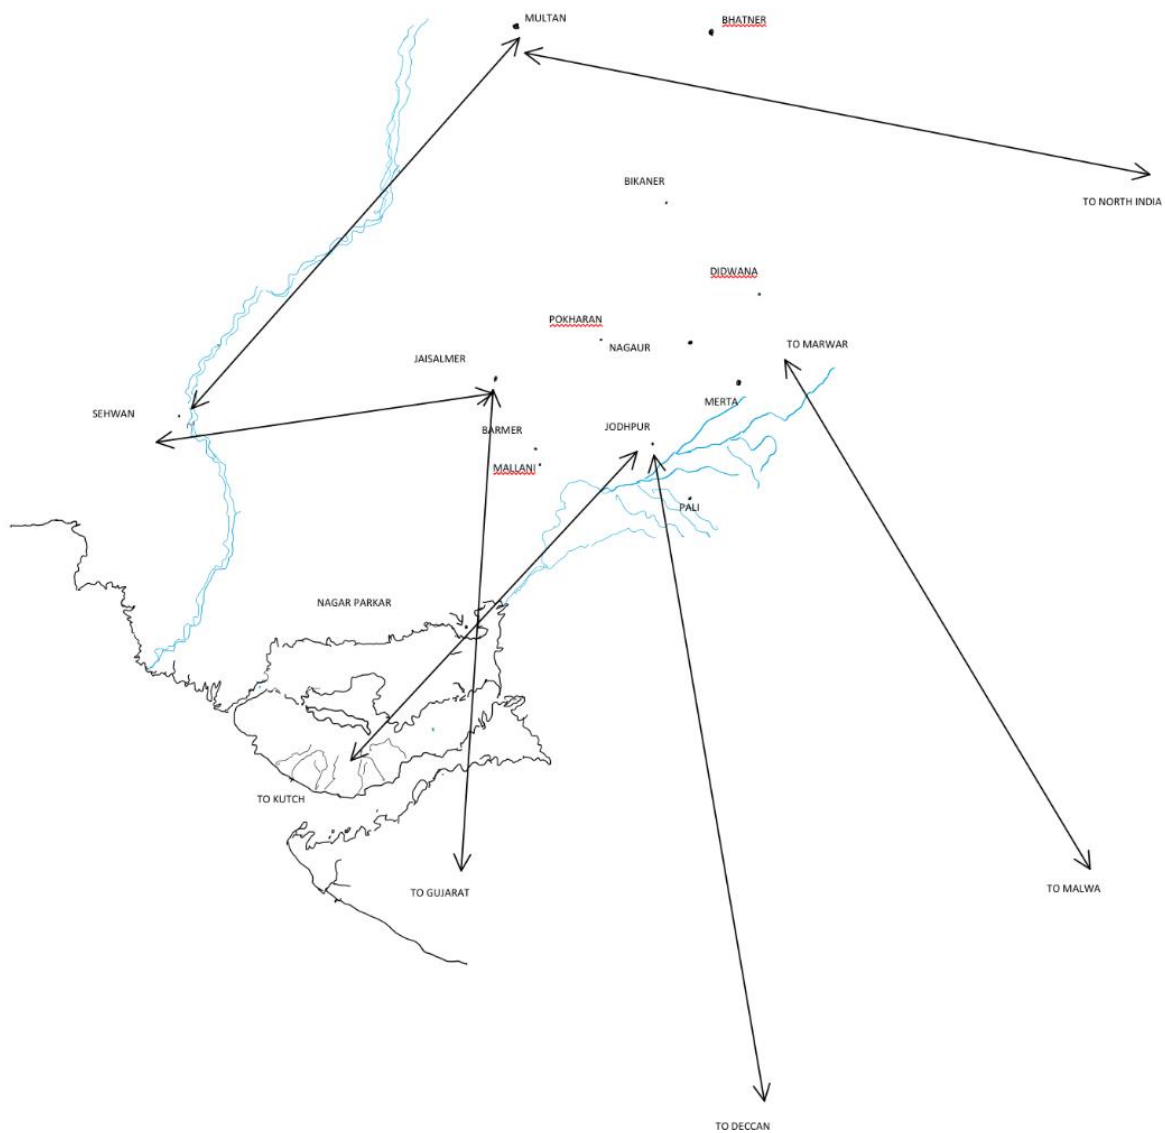 MULTAN
BHATNER
BIKANER
TO NORTH INDIA
DIDWANA
POKHARAN
NAGAUR
TO MARWAR
JAISALMER
MERTA
SEHWAN
BARMER
JODHPUR
MALLANI
PALI
NAGAR PARKAR
TO KUTCH
TO GUJARAT
TO MALWA
TO DECCAN